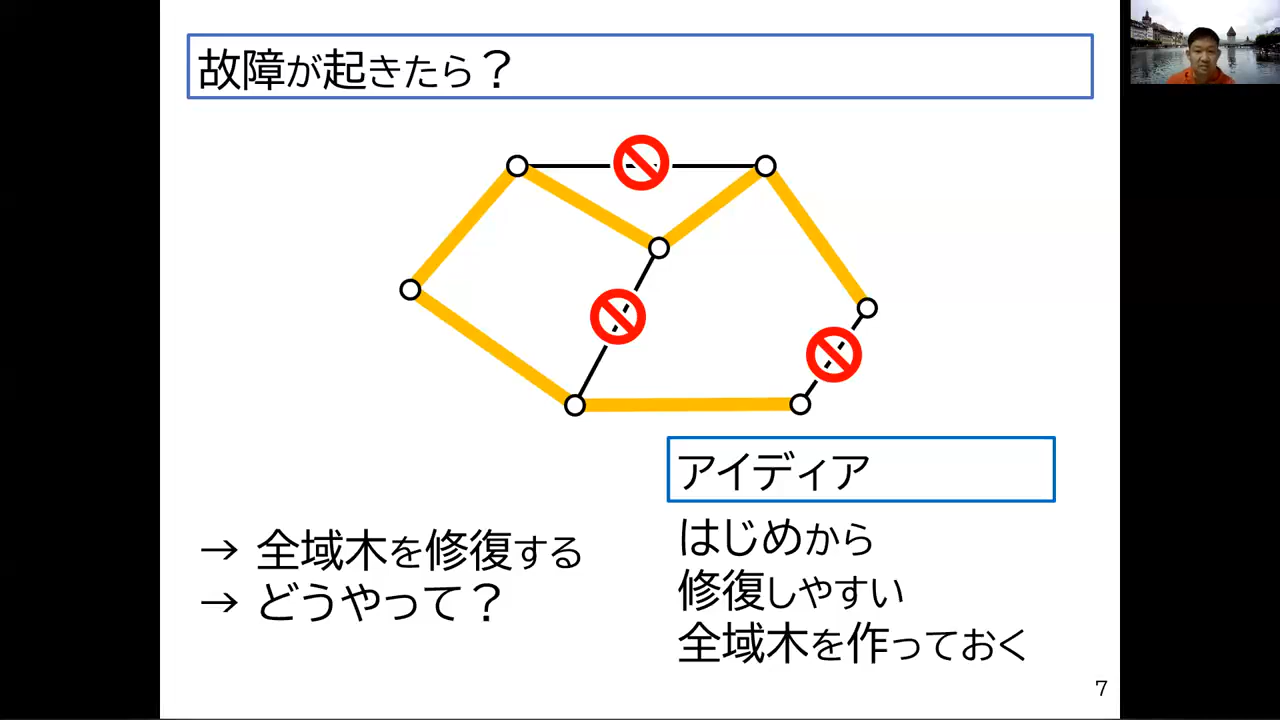 故障が起きたら？
アイディア
→ 全域木を修復する
→ どうやって？
はじめから
修復しやすい
全域木を作っておく
7